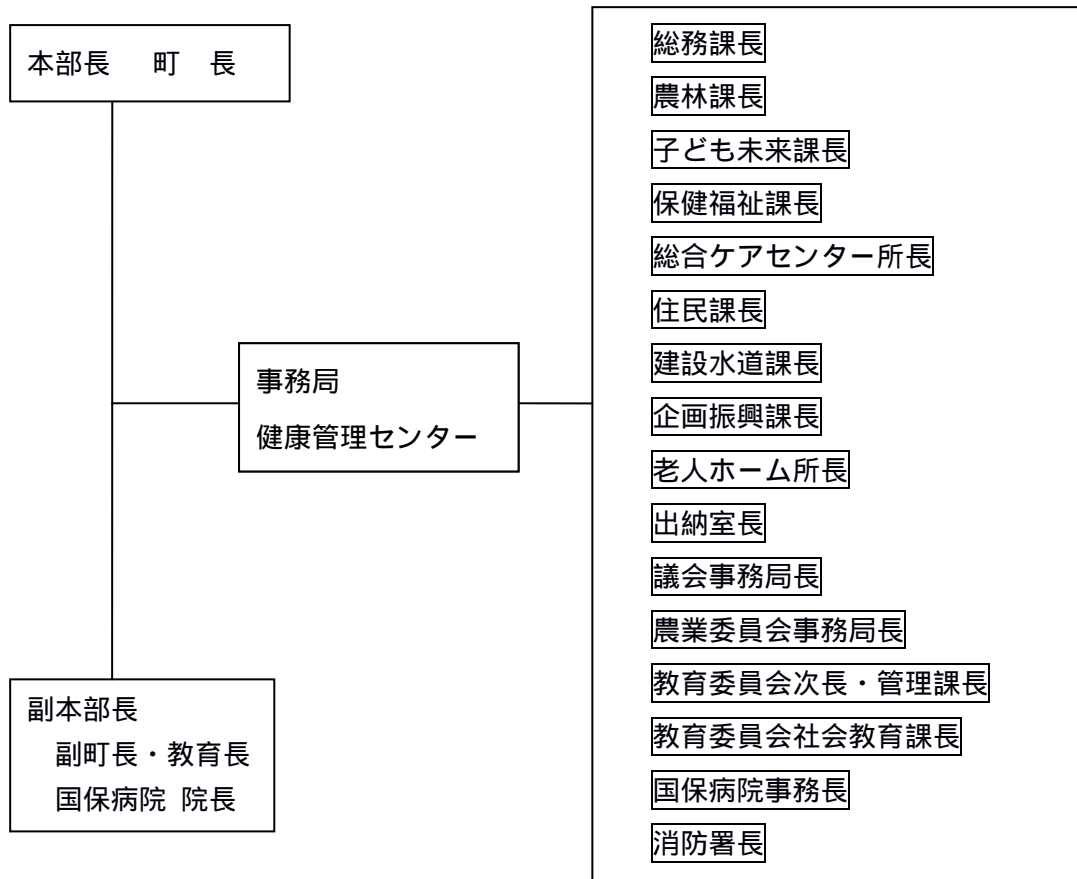 本部長 町 長
事務局
健康管理センター
副本部長
副町長・教育長
国保病院 院長
総務課長
農林課長
子ども未来課長
保健福祉課長
総合ケアセンター所長
住民課長
建設水道課長
企画振興課長
老人ホーム所長
出納室長
議会事務局長
農業委員会事務局長
教育委員会次長・管理課長
教育委員会社会教育課長
国保病院事務長
消防署長